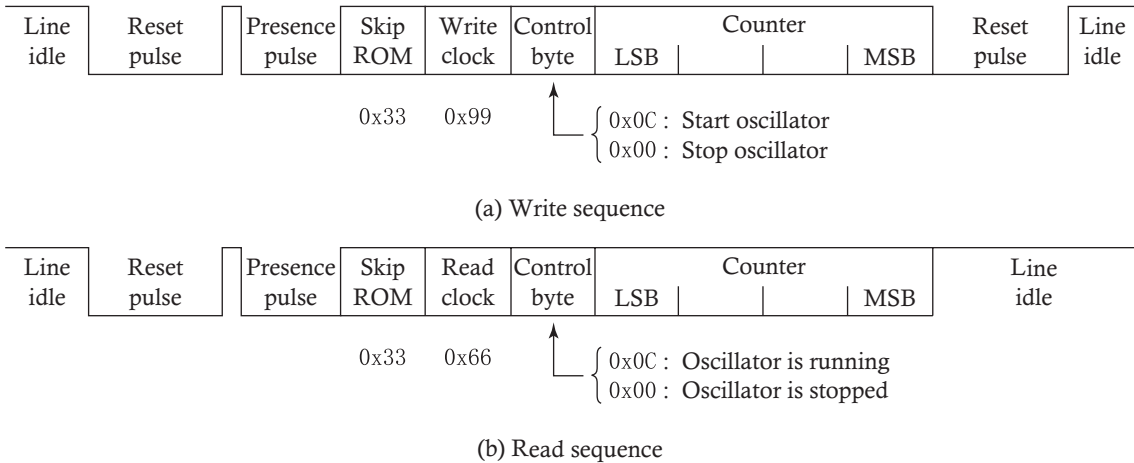 Line Reset Presence Skip Write Control Counter Reset Line
idle pulse pulse ROM clock byte LSB MSB pulse idle
0x33 0x99 0x0C : Start oscillator
0x00 : Stop oscillator
(a) Write sequence
Line Reset Presence Skip Read Control Counter Line
idle pulse pulse ROM clock byte LSB MSB idle
0x33 0x66 0x0C : Oscillator is running
0x00 : Oscillator is stopped
(b) Read sequence